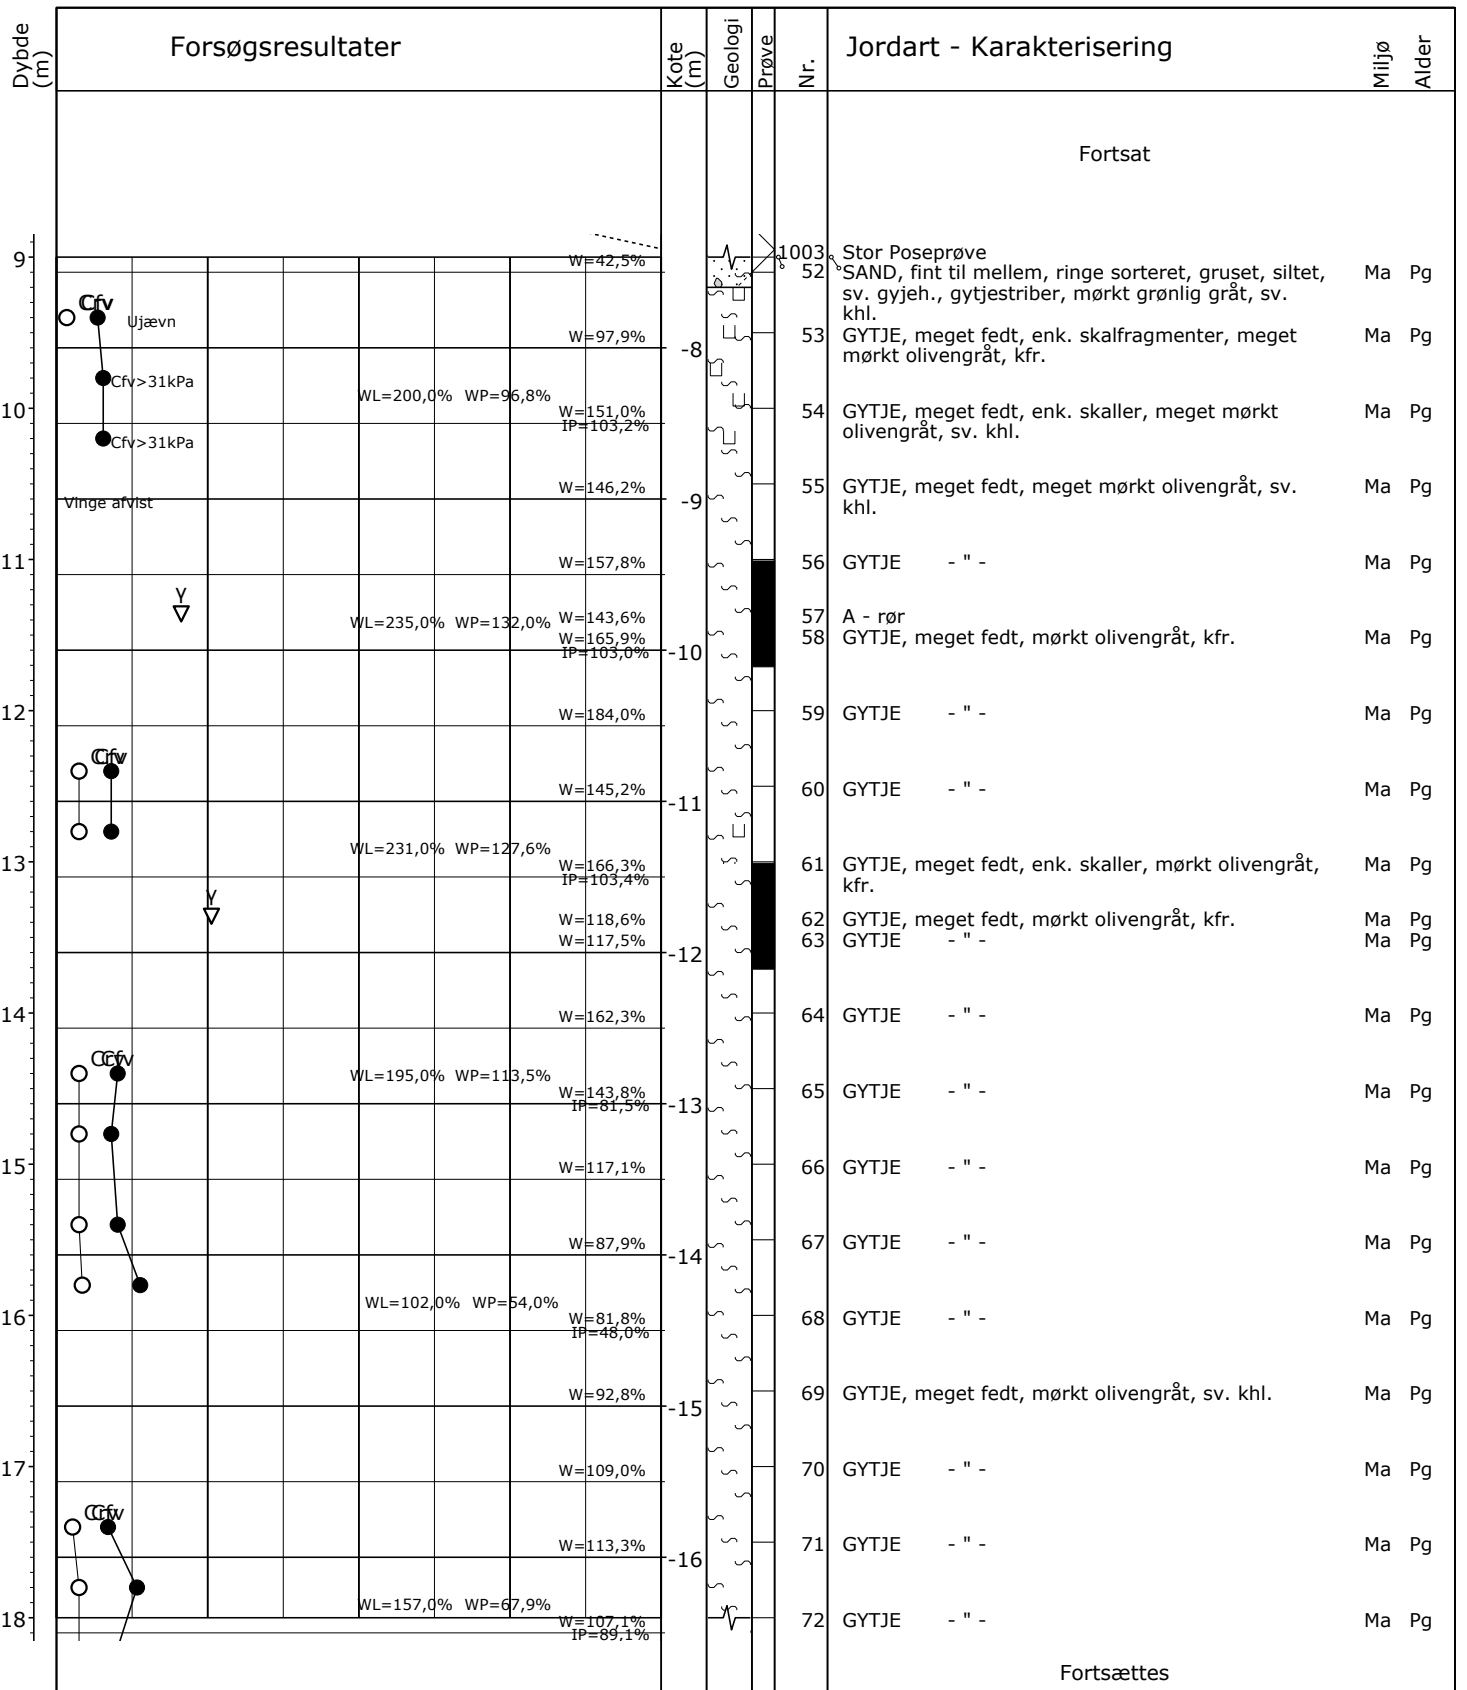 Dybde (m) Forsøgsresultater Kote (m) Geologi Prøve Nr. Jordart - Karakterisering Miljø Alder
Fortsat
1003 Stor Poseprøve
9 W=42,5% 52 SAND, fint til mellem, ringe sorteret, gruset, siltet, Ma Pg
sv. gyjeh., gytjestriber, mørkt grønlig gråt, sv.
khl.
Cfv
Ujævn
W=97,9% -8 53 GYTJE, meget fedt, enk. skalfragmenter, meget Ma Pg
mørkt olivengråt, kfr.
Cfv>31kPa
WL=200,0% WP=96,8%
10 W=151,0% 54 GYTJE, meget fedt, enk. skaller, meget mørkt Ma Pg
IP=103,2% olivengråt, sv. khl.
Cfv>31kPa
W=146,2% 55 GYTJE, meget fedt, meget mørkt olivengråt, sv. Ma Pg
Vinge afvist -9 khl.
11 W=157,8% 56 GYTJE - " - Ma Pg
γ
WL=235,0% WP=132,0% W=143,6% 57 A - rør
W=165,9% 58 GYTJE, meget fedt, mørkt olivengråt, kfr. Ma Pg
IP=103,0% -10
12 W=184,0% 59 GYTJE - " - Ma Pg
Crv Cfv
W=145,2% 60 GYTJE - " - Ma Pg
-11
WL=231,0% WP=127,6%
13 W=166,3% 61 GYTJE, meget fedt, enk. skaller, mørkt olivengråt, Ma Pg
IP=103,4% kfr.
γ
W=118,6% 62 GYTJE, meget fedt, mørkt olivengråt, kfr. Ma Pg
W=117,5% 63 GYTJE - " - Ma Pg
-12
14 W=162,3% 64 GYTJE - " - Ma Pg
Crv Cfv
WL=195,0% WP=113,5%
W=143,8% 65 GYTJE - " - Ma Pg
IP=81,5% -13
15 W=117,1% 66 GYTJE - " - Ma Pg
W=87,9% 67 GYTJE - " - Ma Pg
-14
WL=102,0% WP=54,0%
16 W=81,8% 68 GYTJE - " - Ma Pg
IP=48,0%
W=92,8% 69 GYTJE, meget fedt, mørkt olivengråt, sv. khl. Ma Pg
-15
17 W=109,0% 70 GYTJE - " - Ma Pg
Crv Cfv
W=113,3% 71 GYTJE - " - Ma Pg
-16
WL=157,0% WP=67,9%
18 W=107,1% 72 GYTJE - " - Ma Pg
IP=89,1%
Fortsættes